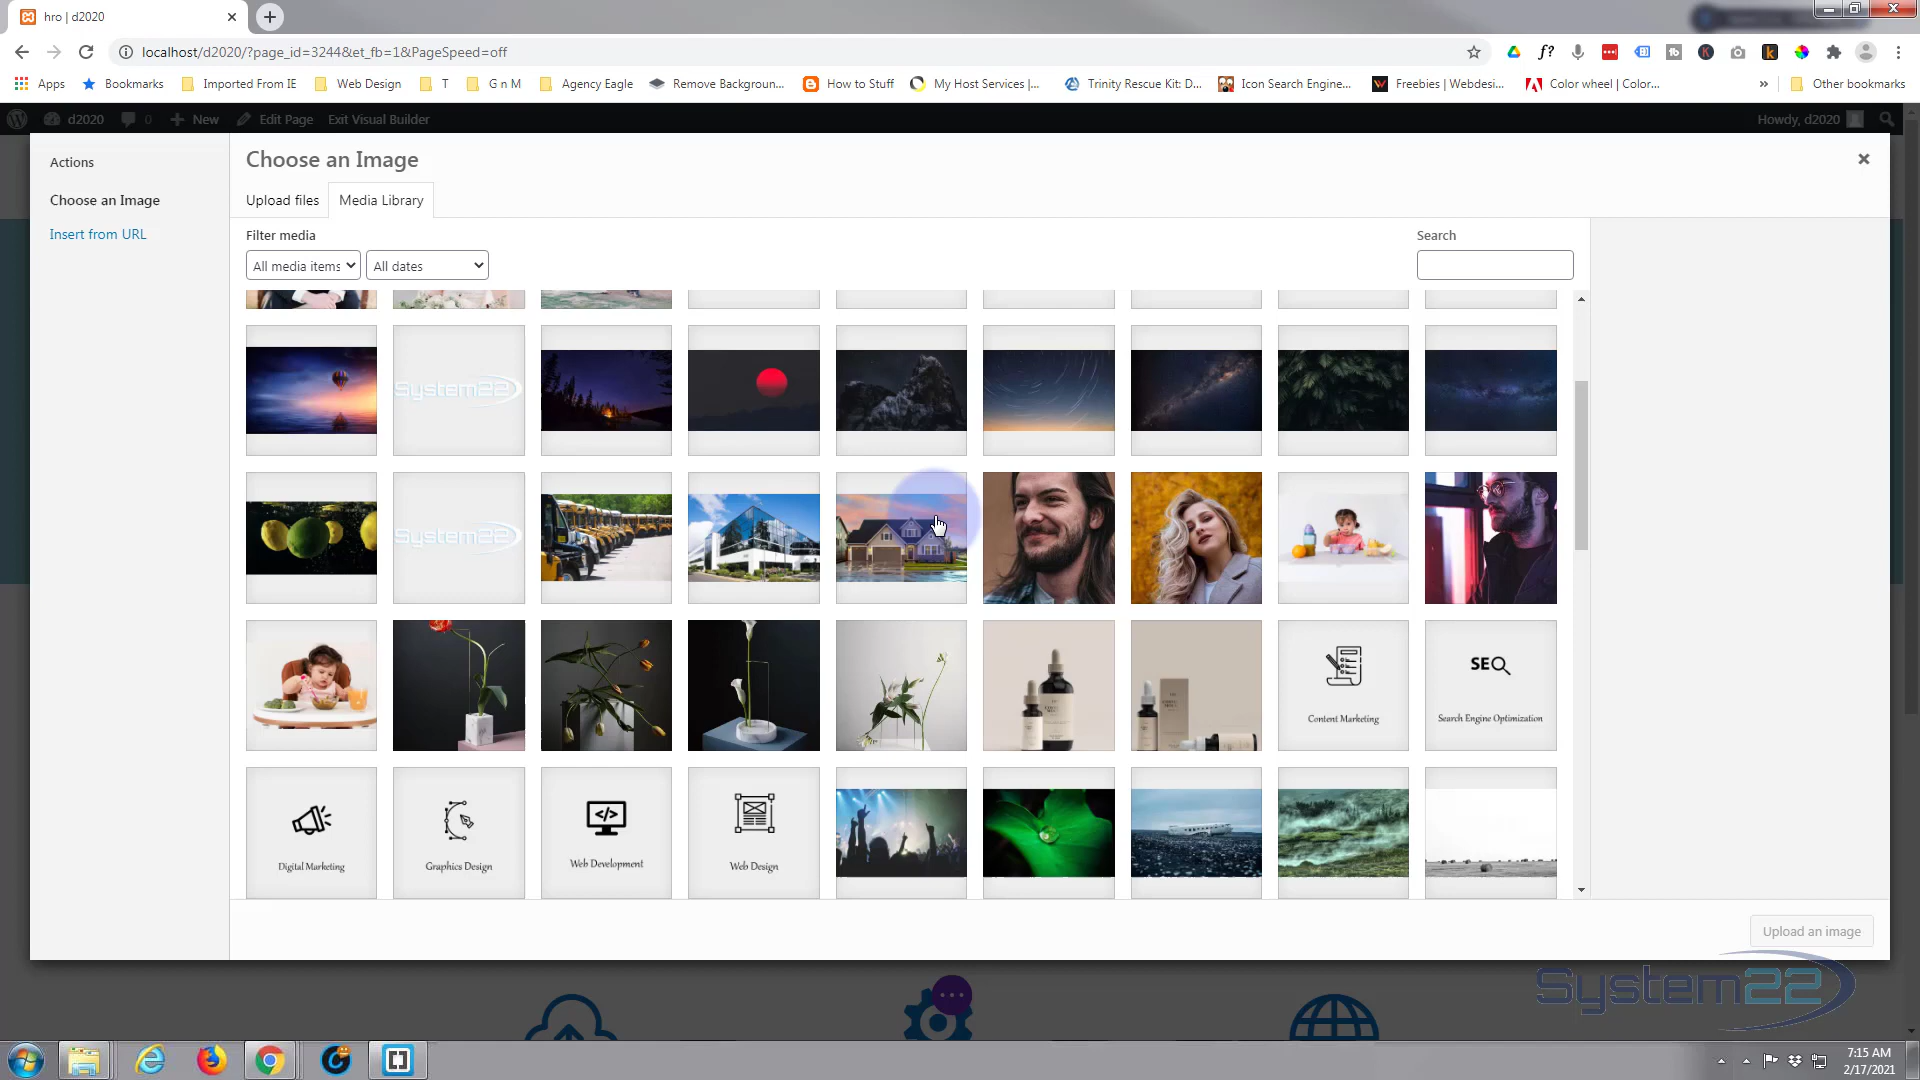 hro | d2020
localhost/d2020/?page_id=3244&et_fb=1&PageSpeed=off
Apps Bookmarks Imported From IE Web Design T G n M Agency Eagle Remove Backgroun... How to Stuff My Host Services |... Trinity Rescue Kit: D... Icon Search Engine... Freebies | Webdesi... Color wheel | Color... » Other bookmarks
d2020 0 New Edit Page Exit Visual Builder Howdy, d2020
Actions
Choose an Image
Insert from URL
Choose an Image
Upload files Media Library
Filter media Search
All media items All dates
System22
System22
Content Marketing
SEO
Search Engine Optimization
Digital Marketing
Graphics Design
Web Development
Web Design
Upload an image
System22
7:15 AM
2/17/2021